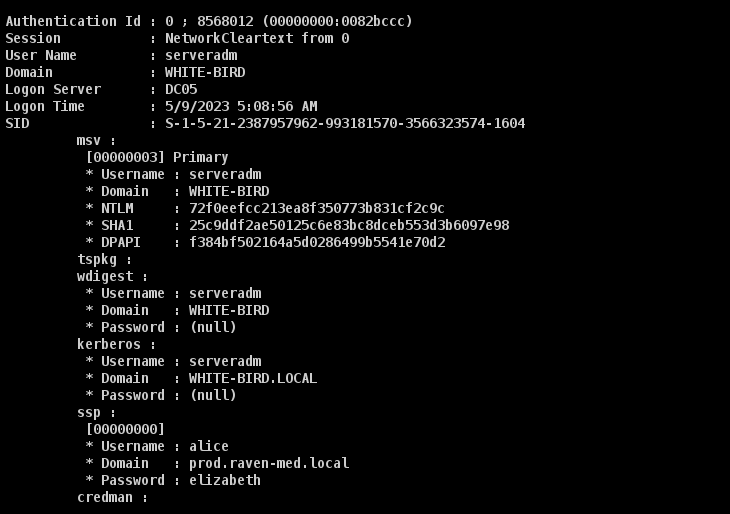 Authentication Id : 0 ; 8568012 (00000000:0082bccc)
Session           : NetworkCleartext from 0
User Name         : serveradm
Domain            : WHITE-BIRD
Logon Server      : DC05
Logon Time        : 5/9/2023 5:08:56 AM
SID               : S-1-5-21-2387957962-993181570-3566323574-1604
         msv :
          [00000003] Primary
          * Username : serveradm
          * Domain   : WHITE-BIRD
          * NTLM     : 72f0eefcc213ea8f350773b831cf2c9c
          * SHA1     : 25c9ddf2ae50125c6e83bc8dceb553d3b6097e98
          * DPAPI    : f384bf502164a5d0286499b5541e70d2
         tspkg :
         wdigest :
          * Username : serveradm
          * Domain   : WHITE-BIRD
          * Password : (null)
         kerberos :
          * Username : serveradm
          * Domain   : WHITE-BIRD.LOCAL
          * Password : (null)
         ssp :
          [00000000]
          * Username : alice
          * Domain   : prod.raven-med.local
          * Password : elizabeth
         credman :